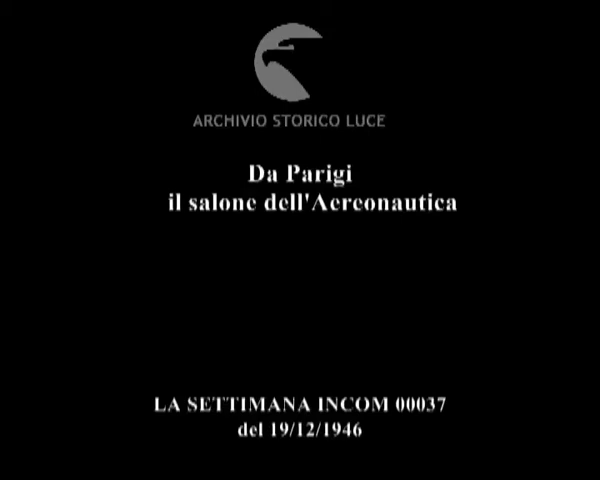 ARCHIVIO STORICO LUCE
Da Parigi
il salone dell'Aereonautica
LA SETTIMANA INCOM 00037
del 19/12/1946